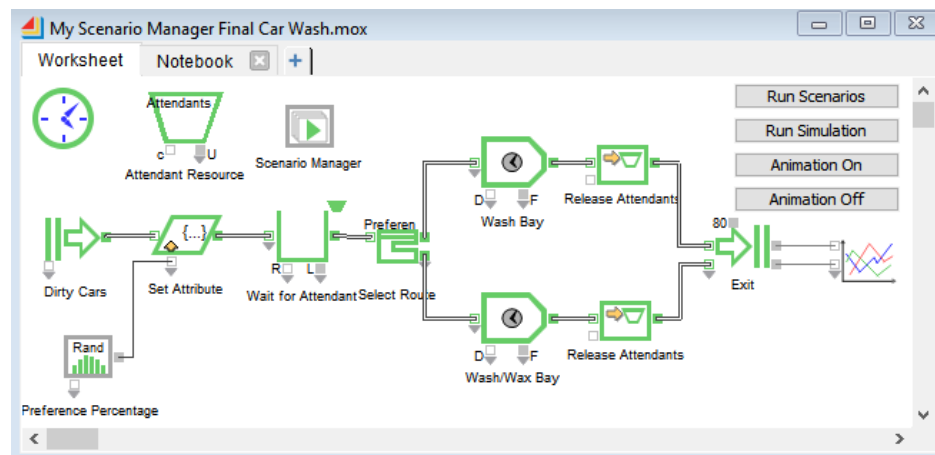 My Scenario Manager Final Car Wash.mox
Worksheet Notebook +
Run Scenarios
Run Simulation
Animation On
Animation Off
Attendants
c U
Attendant Resource
Scenario Manager
D F
Wash Bay
Release Attendants
{...}
Preferen
80
Dirty Cars
Set Attribute
R L
Wait for Attendant
Select Route
Exit
Rand
Preference Percentage
D F
Wash/Wax Bay
Release Attendants